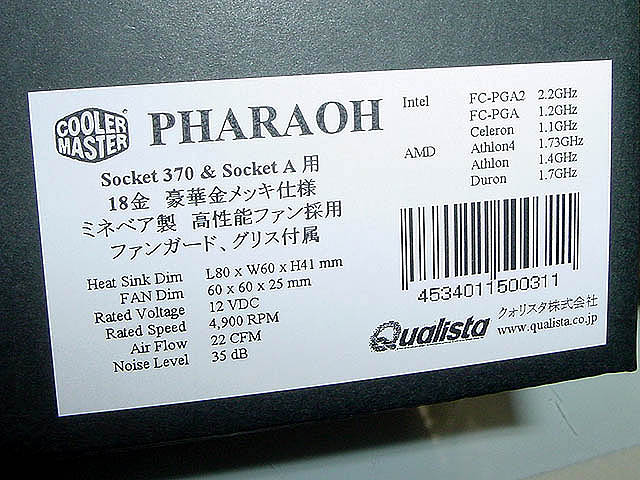 COOLER
MASTER
PHARAOH
Socket 370 & Socket A 用
18金 豪華金メッキ仕様
ミネベア製 高性能ファン採用
ファンガード、グリス付属
Heat Sink Dim L80 x W60 x H41 mm
FAN Dim 60 x 60 x 25 mm
Rated Voltage 12 VDC
Rated Speed 4,900 RPM
Air Flow 22 CFM
Noise Level 35 dB
Intel FC-PGA2 2.2GHz
FC-PGA 1.2GHz
Celeron 1.1GHz
AMD Athlon4 1.73GHz
Athlon 1.4GHz
Duron 1.7GHz
4534011500311
Qualista クォリスタ株式会社
www.qualista.co.jp